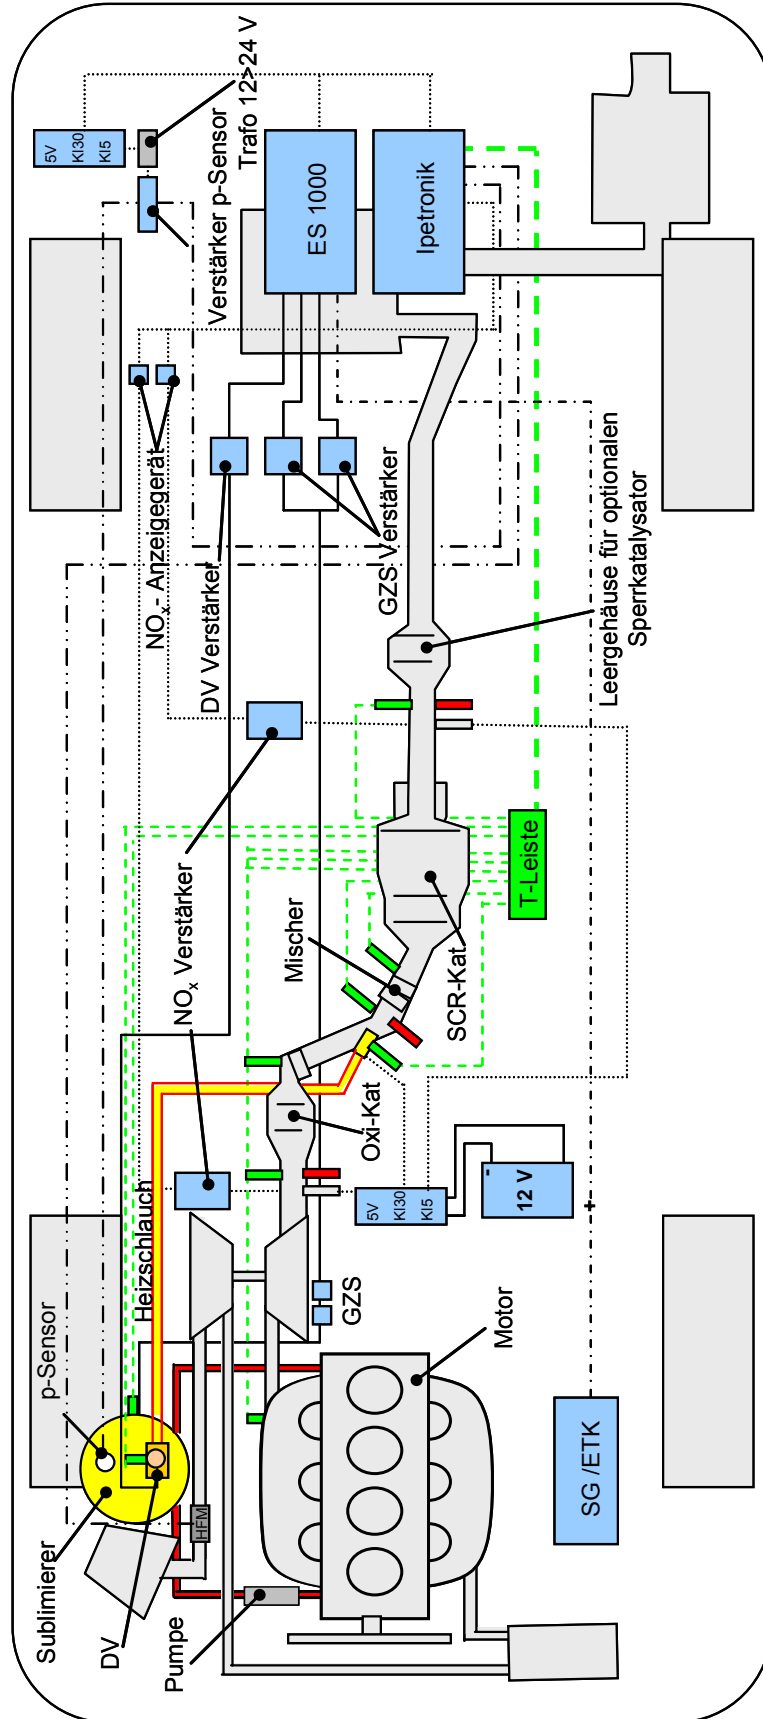 5V
Kl30
Kl5
Trafo 12>24 V
Verstärker p-Sensor
ES 1000
Ipetronik
NOx- Anzeigegerät
DV Verstärker
GZS Verstärker
Leergehäuse für optionalen
Sperrkatalysator
NOx Verstärker
T-Leiste
Mischer
SCR-Kat
Oxi-Kat
5V
Kl30
Kl5
-
12 V
+
Heizschlauch
GZS
p-Sensor
Motor
SG /ETK
HFM
Sublimierer
DV
Pumpe